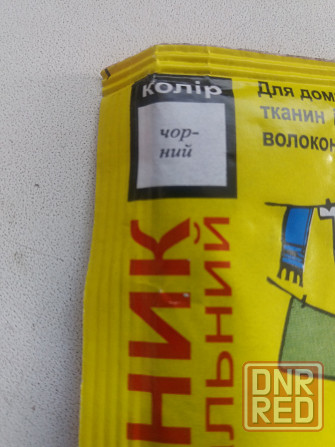 колір
чор-
ний
Для дом
тканин
волокон
НИК
льний
DNR
RED